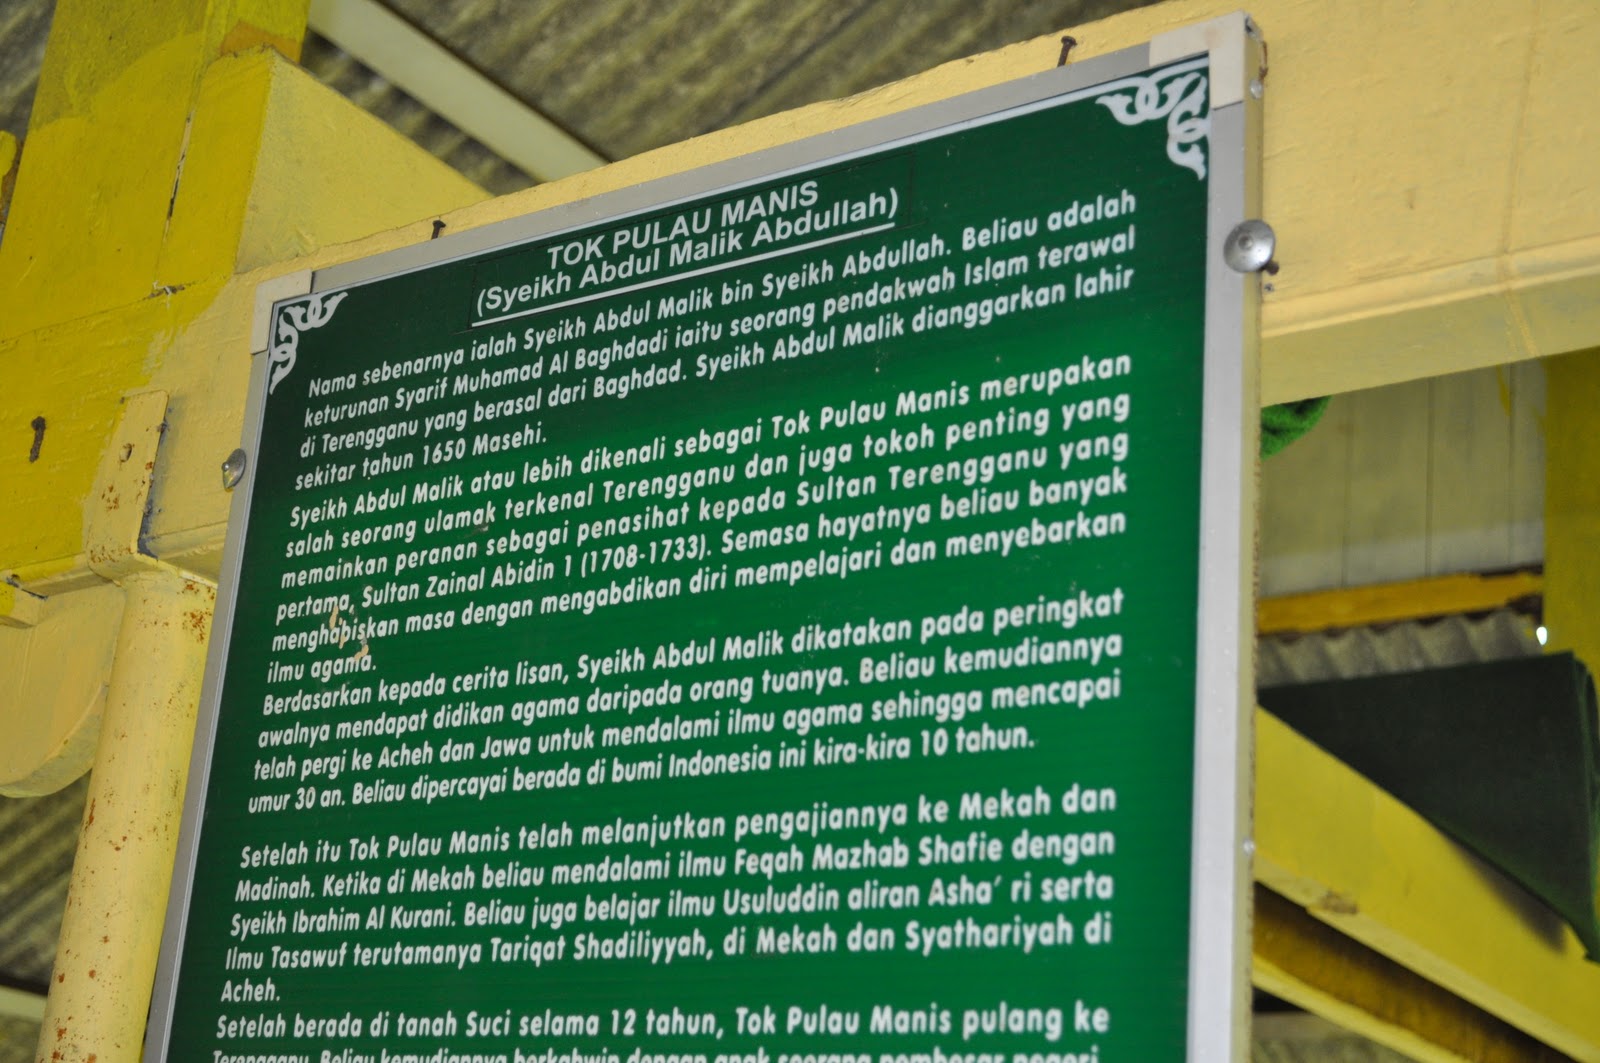 TOK PULAU MANIS
(Syeikh Abdul Malik Abdullah)
Nama sebenarnya ialah Syeikh Abdul Malik bin Syeikh Abdullah. Beliau adalah
keturunan Syarif Muhamad Al Baghdadi iaitu seorang pendakwah Islam terawal
di Terengganu yang berasal dari Baghdad. Syeikh Abdul Malik dianggarkan lahir
sekitar tahun 1650 Masehi.
Syeikh Abdul Malik atau lebih dikenali sebagai Tok Pulau Manis merupakan
salah seorang ulamak terkenal Terengganu dan juga tokoh penting yang
memainkan peranan sebagai penasihat kepada Sultan Terengganu yang
pertama, Sultan Zainal Abidin 1 (1708-1733). Semasa hayatnya beliau banyak
menghabiskan masa dengan mengabdikan diri mempelajari dan menyebarkan
ilmu agama.
Berdasarkan kepada cerita lisan, Syeikh Abdul Malik dikatakan pada peringkat
awalnya mendapat didikan agama daripada orang tuanya. Beliau kemudiannya
telah pergi ke Acheh dan Jawa untuk mendalami ilmu agama sehingga mencapai
umur 30 an. Beliau dipercayai berada di bumi Indonesia ini kira-kira 10 tahun.
Setelah itu Tok Pulau Manis telah melanjutkan pengajiannya ke Mekah dan
Madinah. Ketika di Mekah beliau mendalami ilmu Feqah Mazhab Shafie dengan
Syeikh Ibrahim Al Kurani. Beliau juga belajar ilmu Usuluddin aliran Asha' ri serta
Ilmu Tasawuf terutamanya Tariqat Shadiliyyah, di Mekah dan Syathariyah di
Acheh.
Setelah berada di tanah Suci selama 12 tahun, Tok Pulau Manis pulang ke
Terengganu. Beliau kemudiannya berkahwin dengan anak seorang pembesar negeri